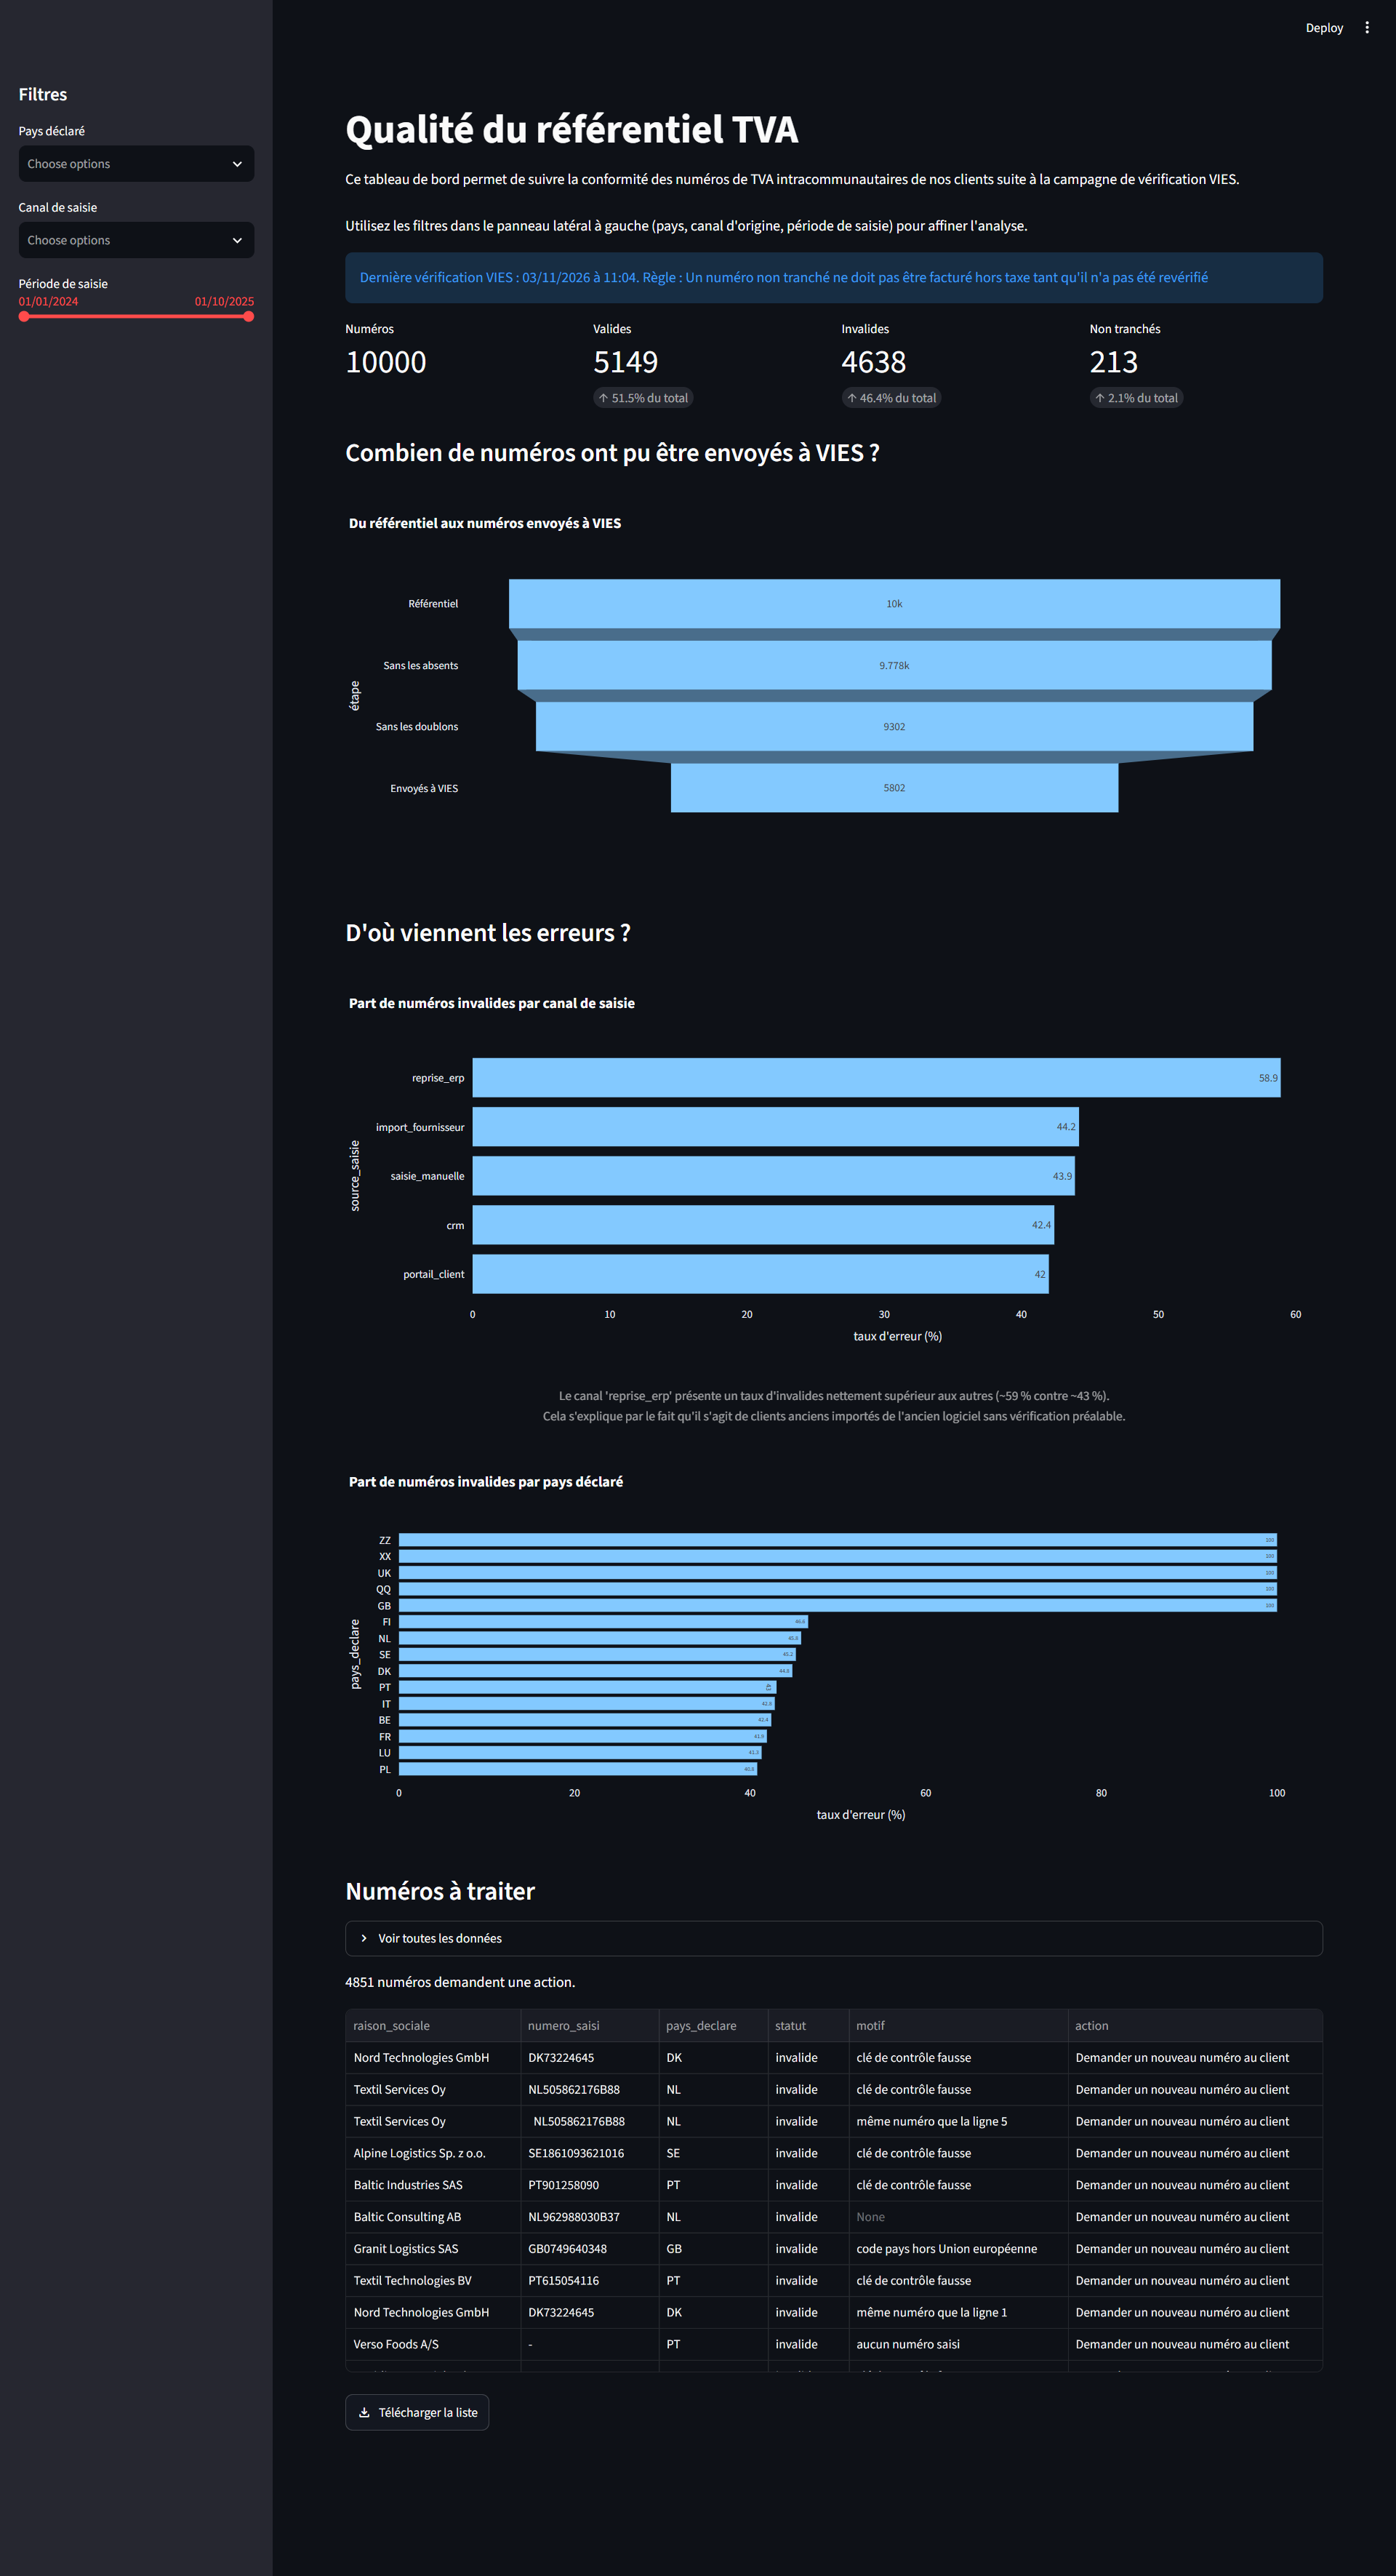 Deploy
Filtres
Pays déclaré
Choose options
Canal de saisie
Choose options
Période de saisie
01/01/2024 01/10/2025
Qualité du référentiel TVA
Ce tableau de bord permet de suivre la conformité des numéros de TVA intracommunautaires de nos clients suite à la campagne de vérification VIES.
Utilisez les filtres dans le panneau latéral à gauche (pays, canal d'origine, période de saisie) pour affiner l'analyse.
Dernière vérification VIES : 03/11/2026 à 11:04. Règle : Un numéro non tranché ne doit pas être facturé hors taxe tant qu'il n'a pas été revérifié
Numéros Valides Invalides Non tranchés
10000 5149 4638 213
↑ 51.5% du total ↑ 46.4% du total ↑ 2.1% du total
Combien de numéros ont pu être envoyés à VIES ?
Du référentiel aux numéros envoyés à VIES
étape
Référentiel 10k
Sans les absents 9.778k
Sans les doublons 9302
Envoyés à VIES 5802
D'où viennent les erreurs ?
Part de numéros invalides par canal de saisie
source_saisie
reprise_erp 58.9
import_fournisseur 44.2
saisie_manuelle 43.9
crm 42.4
portail_client 42
0 10 20 30 40 50 60
taux d'erreur (%)
Le canal 'reprise_erp' présente un taux d'invalides nettement supérieur aux autres (~59 % contre ~43 %).
Cela s'explique par le fait qu'il s'agit de clients anciens importés de l'ancien logiciel sans vérification préalable.
Part de numéros invalides par pays déclaré
pays_declare
ZZ 100
XX 100
UK 100
QQ 100
GB 100
FI
NL
SE 45.2
DK
PT 43
IT
BE 42.4
FR 41.9
LU
PL
0 20 40 60 80 100
taux d'erreur (%)
Numéros à traiter
Voir toutes les données
4851 numéros demandent une action.
raison_sociale numero_saisi pays_declare statut motif action
Nord Technologies GmbH DK73224645 DK invalide clé de contrôle fausse Demander un nouveau numéro au client
Textil Services Oy NL505862176B88 NL invalide clé de contrôle fausse Demander un nouveau numéro au client
Textil Services Oy NL505862176B88 NL invalide même numéro que la ligne 5 Demander un nouveau numéro au client
Alpine Logistics Sp. z o.o. SE1861093621016 SE invalide clé de contrôle fausse Demander un nouveau numéro au client
Baltic Industries SAS PT901258090 PT invalide clé de contrôle fausse Demander un nouveau numéro au client
Baltic Consulting AB NL962988030B37 NL invalide None Demander un nouveau numéro au client
Granit Logistics SAS GB0749640348 GB invalide code pays hors Union européenne Demander un nouveau numéro au client
Textil Technologies BV PT615054116 PT invalide clé de contrôle fausse Demander un nouveau numéro au client
Nord Technologies GmbH DK73224645 DK invalide même numéro que la ligne 1 Demander un nouveau numéro au client
Verso Foods A/S - PT invalide aucun numéro saisi Demander un nouveau numéro au client
Télécharger la liste